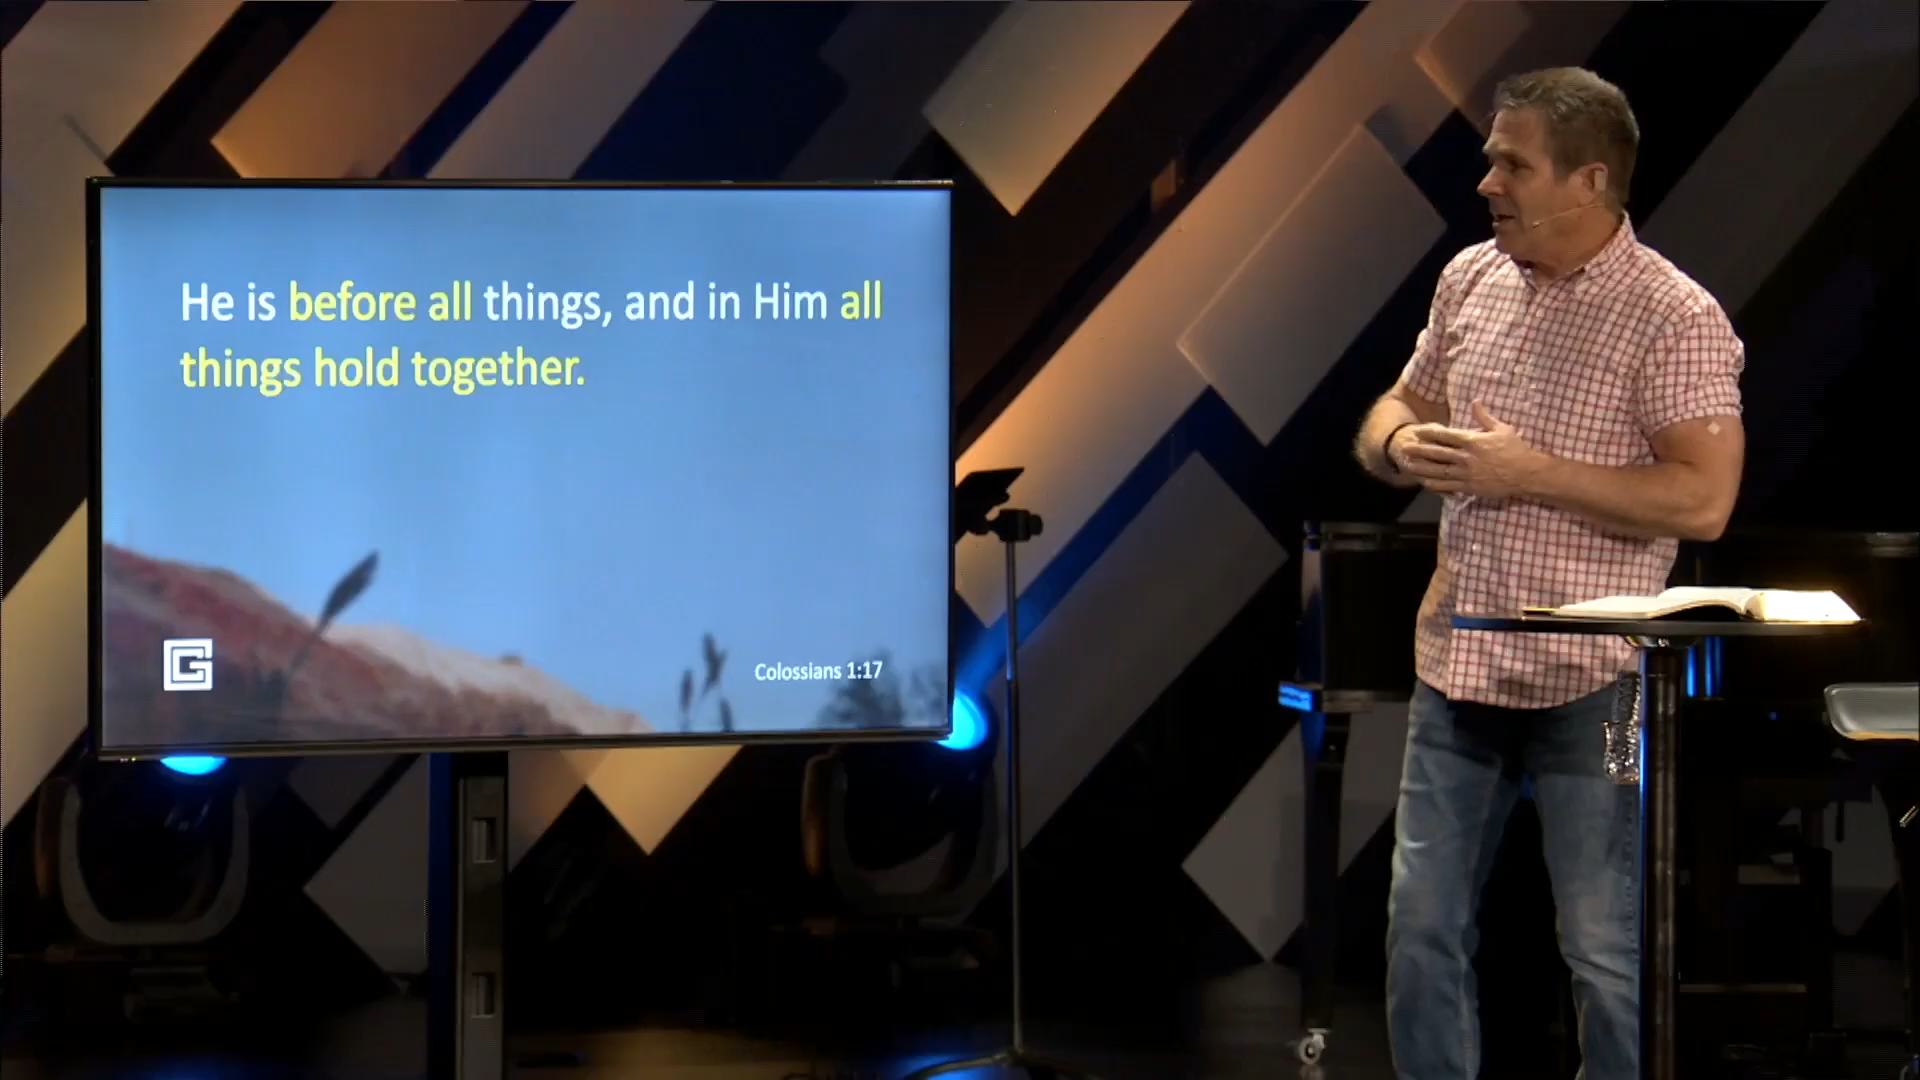 He is before all things, and in Him all
things hold together.
Colossians 1:17